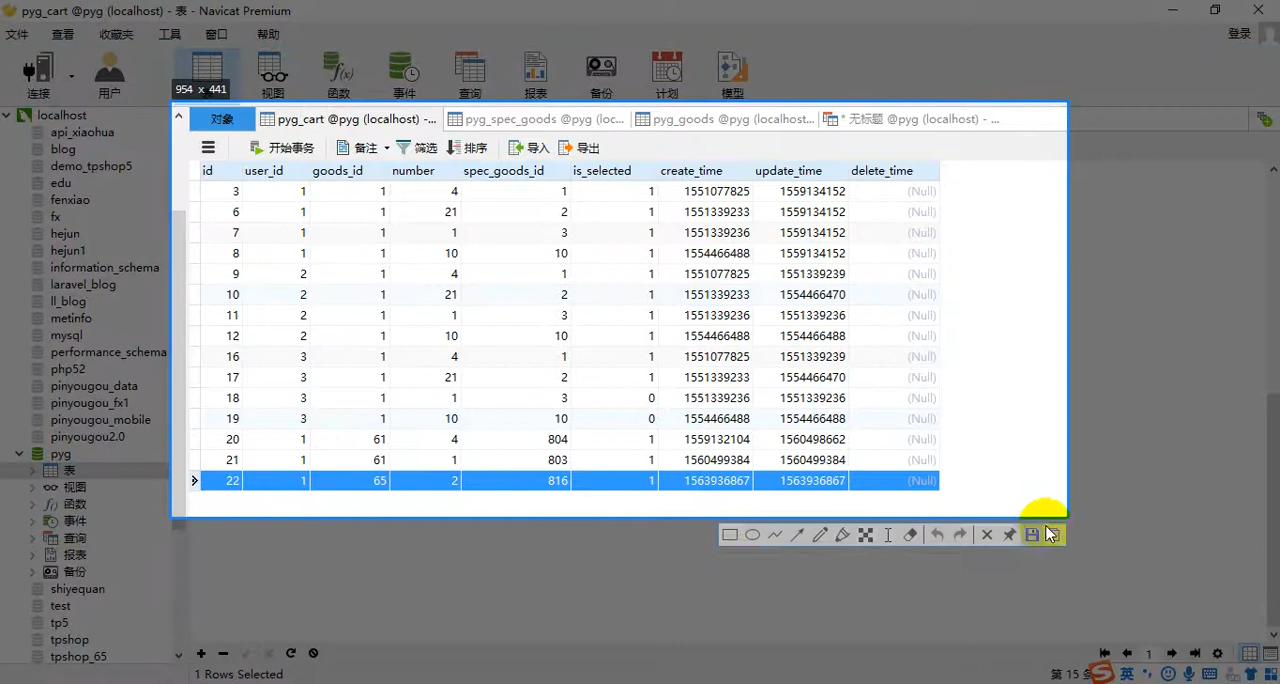 pyg_cart @pyg (localhost) - 表 - Navicat Premium
文件 查看 收藏夹 工具 窗口 帮助 登录
连接 用户 表 视图 函数 事件 查询 报表 备份 计划 模型
954 x 441
localhost
api_xiaohua
blog
demo_tpshop5
edu
fenxiao
fx
hejun
hejun1
information_schema
laravel_blog
ll_blog
metinfo
mysql
performance_schema
php52
pinyougou_data
pinyougou_fx1
pinyougou_mobile
pinyougou2.0
pyg
表
视图
函数
事件
查询
报表
备份
shiyequan
test
tp5
tpshop
tpshop_65
对象 pyg_cart @pyg (localhost) -... pyg_spec_goods @pyg (loc... pyg_goods @pyg (localhost... * 无标题 @pyg (localhost) - ...
开始事务 备注 筛选 排序 导入 导出
id user_id goods_id number spec_goods_id is_selected create_time update_time delete_time
3 1 1 4 1 1 1551077825 1559134152 (Null)
6 1 1 21 2 1 1551339233 1559134152 (Null)
7 1 1 1 3 1 1551339236 1559134152 (Null)
8 1 1 10 10 1 1554466488 1559134152 (Null)
9 2 1 4 1 1 1551077825 1551339239 (Null)
10 2 1 21 2 1 1551339233 1554466470 (Null)
11 2 1 1 3 1 1551339236 1551339236 (Null)
12 2 1 10 10 1 1554466488 1554466488 (Null)
16 3 1 4 1 1 1551077825 1551339239 (Null)
17 3 1 21 2 1 1551339233 1554466470 (Null)
18 3 1 1 3 0 1551339236 1551339236 (Null)
19 3 1 10 10 0 1554466488 1554466488 (Null)
20 1 61 4 804 1 1559132104 1560498662 (Null)
21 1 61 1 803 1 1560499384 1560499384 (Null)
22 1 65 2 816 1 1563936867 1563936867 (Null)
1
1 Rows Selected
第 15 条
英